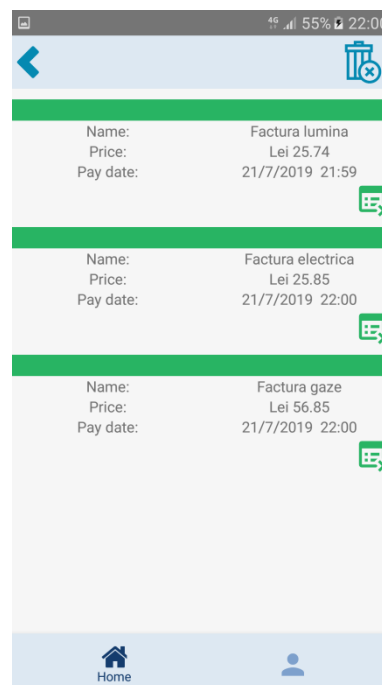 4G 55% 22:00
Name: Factura lumina
Price: Lei 25.74
Pay date: 21/7/2019 21:59
Name: Factura electrica
Price: Lei 25.85
Pay date: 21/7/2019 22:00
Name: Factura gaze
Price: Lei 56.85
Pay date: 21/7/2019 22:00
Home